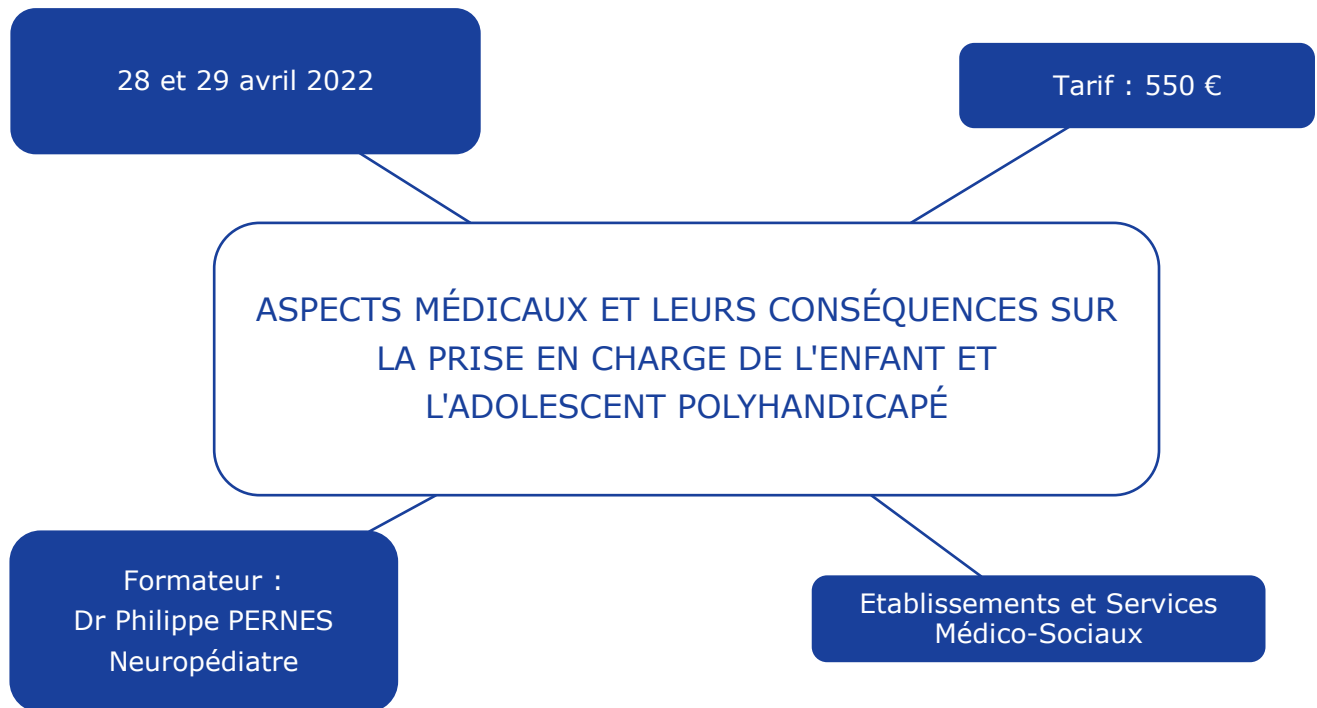 28 et 29 avril 2022
Tarif : 550 €
ASPECTS MÉDICAUX ET LEURS CONSÉQUENCES SUR
LA PRISE EN CHARGE DE L'ENFANT ET
L'ADOLESCENT POLYHANDICAPÉ
Formateur :
Dr Philippe PERNES
Neuropédiatre
Etablissements et Services
Médico-Sociaux